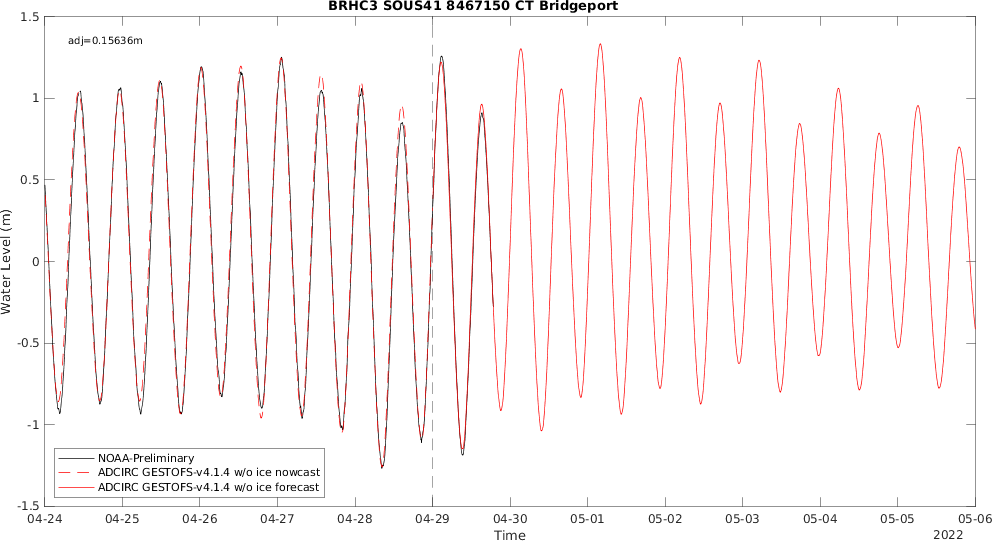 BRHC3 SOUS41 8467150 CT Bridgeport
adj=0.15636m
1.5
1
0.5
0
-0.5
-1
-1.5
Water Level (m)
NOAA-Preliminary
ADCIRC GESTOFS-v4.1.4 w/o ice nowcast
ADCIRC GESTOFS-v4.1.4 w/o ice forecast
04-24 04-25 04-26 04-27 04-28 04-29 04-30 05-01 05-02 05-03 05-04 05-05 05-06
Time
2022